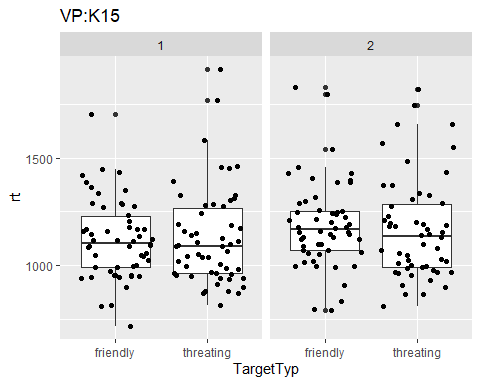 VP:K15
1
2
rt
1500
1000
friendly
threating
friendly
threating
TargetTyp